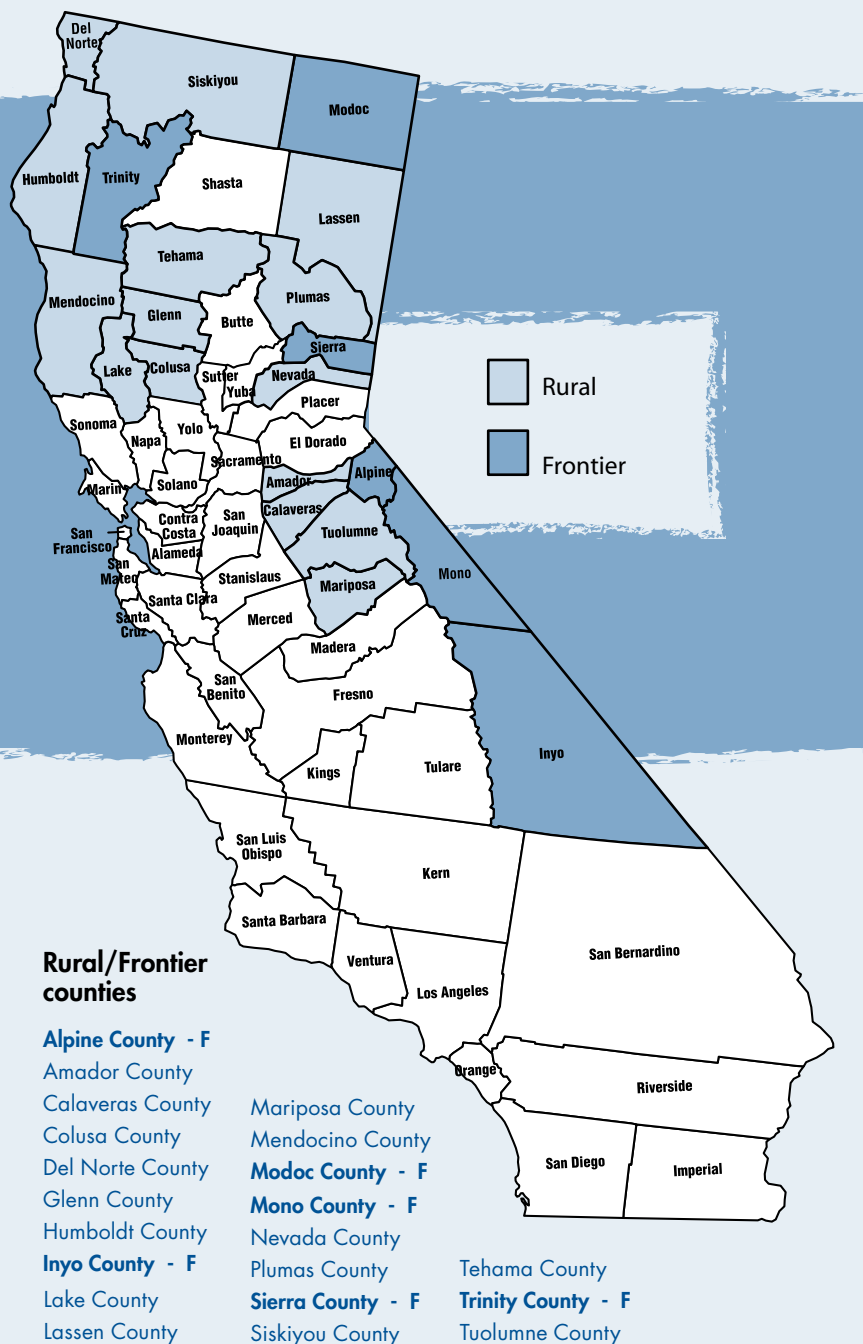 Del
Norte
Siskiyou
Modoc
Humboldt
Trinity
Shasta
Lassen
Tehama
Mendocino
Plumas
Glenn
Butte
Sierra
Lake
Colusa
Sutter
Yuba
Nevada
Placer
Sonoma
Napa
Yolo
El Dorado
Sacramento
Marin
Solano
Amador
Alpine
Calaveras
Contra
Costa
San
Joaquin
Tuolumne
San
Francisco
Alameda
San
Mateo
Stanislaus
Mono
Mariposa
Santa Clara
Santa
Cruz
Merced
Madera
San
Benito
Fresno
Monterey
Kings
Tulare
Inyo
San Luis
Obispo
Kern
Santa Barbara
Ventura
San Bernardino
Los Angeles
Orange
Riverside
San Diego
Imperial
Rural
Frontier
Rural/Frontier
counties
Alpine County - F
Amador County
Calaveras County
Colusa County
Del Norte County
Glenn County
Humboldt County
Inyo County - F
Lake County
Lassen County
Mariposa County
Mendocino County
Modoc County - F
Mono County - F
Nevada County
Plumas County
Sierra County - F
Siskiyou County
Tehama County
Trinity County - F
Tuolumne County